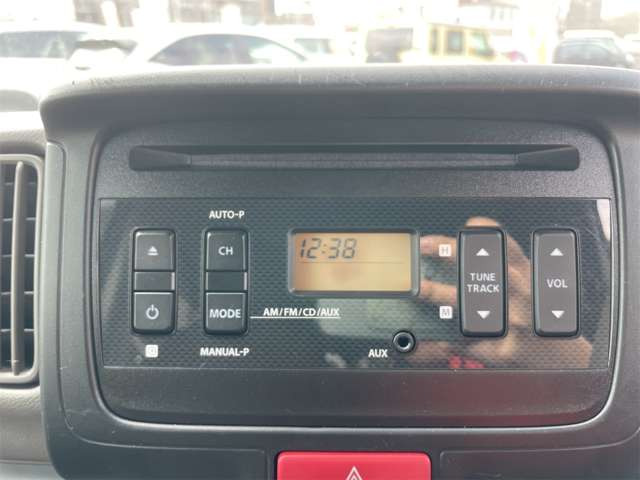 AUTO-P
CH
12:38
H
TUNE
TRACK
VOL
MODE
AM/FM/CD/AUX
M
MANUAL-P
AUX